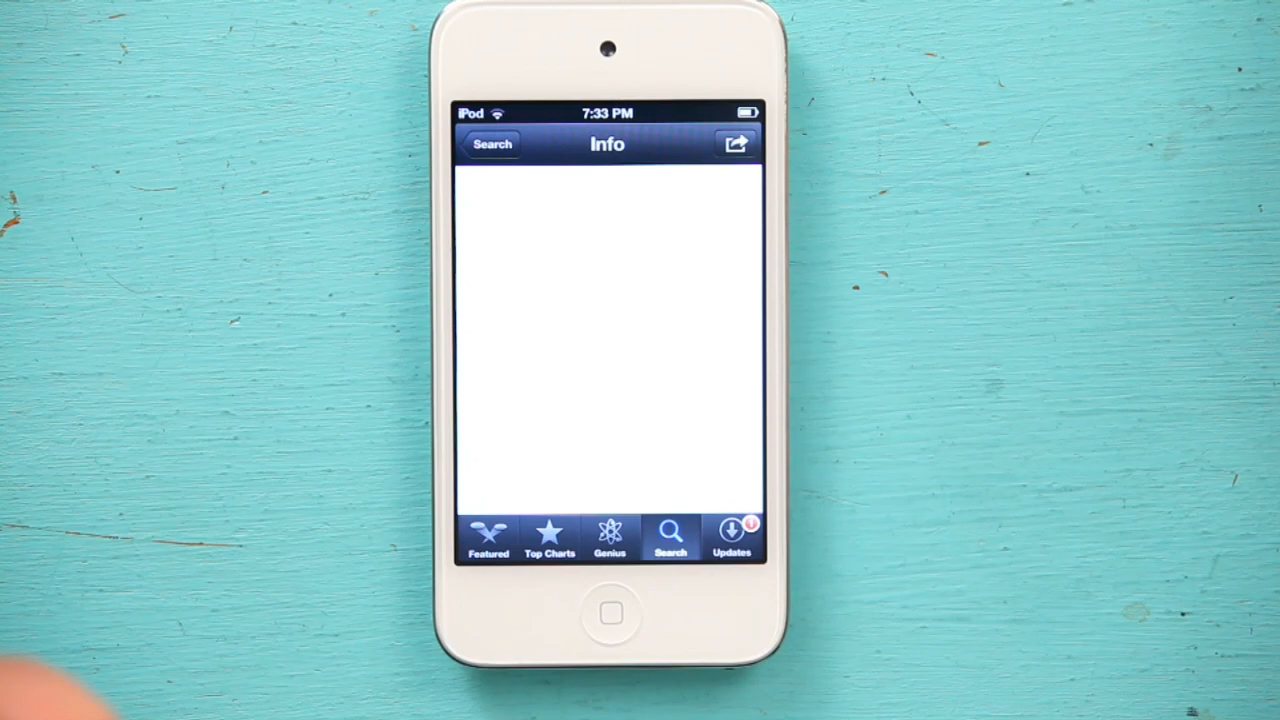 iPod 7:33 PM
Search Info
Featured Top Charts Genius Search Updates